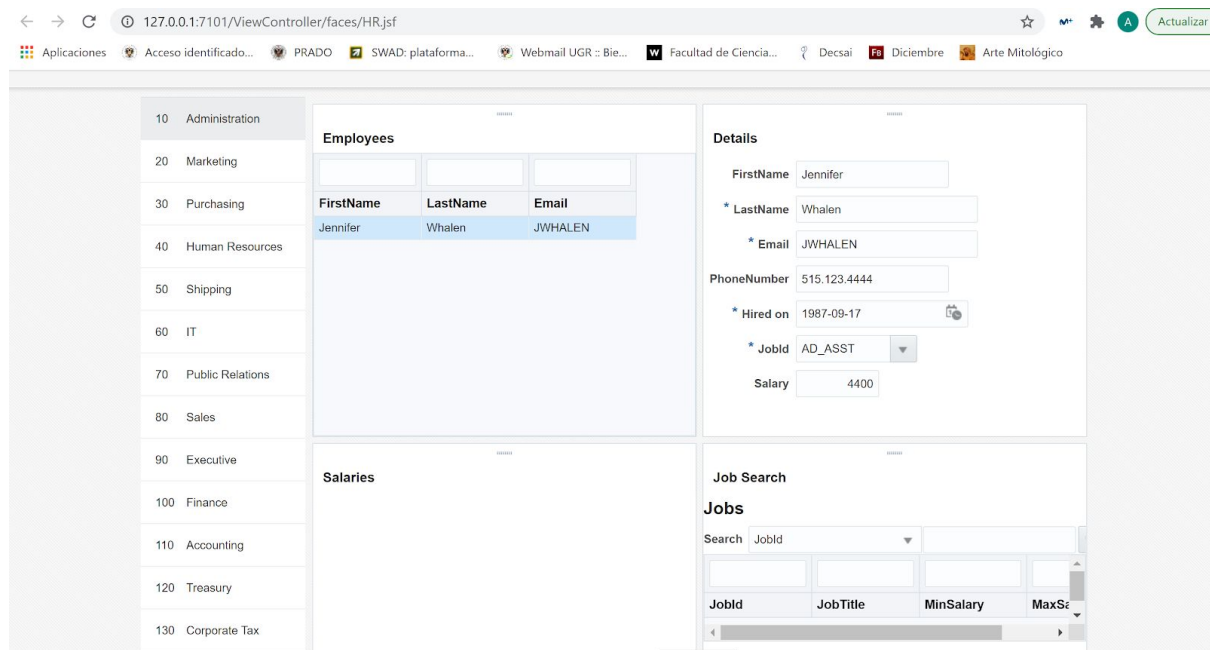 127.0.0.1:7101/ViewController/faces/HR.jsf
A
Actualizar
Aplicaciones
Acceso identificado...
PRADO
SWAD: plataforma...
Webmail UGR :: Bie...
Facultad de Ciencia...
Decsai
Diciembre
Arte Mitológico
10 Administration
20 Marketing
30 Purchasing
40 Human Resources
50 Shipping
60 IT
70 Public Relations
80 Sales
90 Executive
100 Finance
110 Accounting
120 Treasury
130 Corporate Tax
Employees
FirstName LastName Email
Jennifer Whalen JWHALEN
Details
FirstName Jennifer
* LastName Whalen
* Email JWHALEN
PhoneNumber 515.123.4444
* Hired on 1987-09-17
* JobId AD_ASST
Salary 4400
Salaries
Job Search
Jobs
Search JobId
JobId JobTitle MinSalary MaxSa